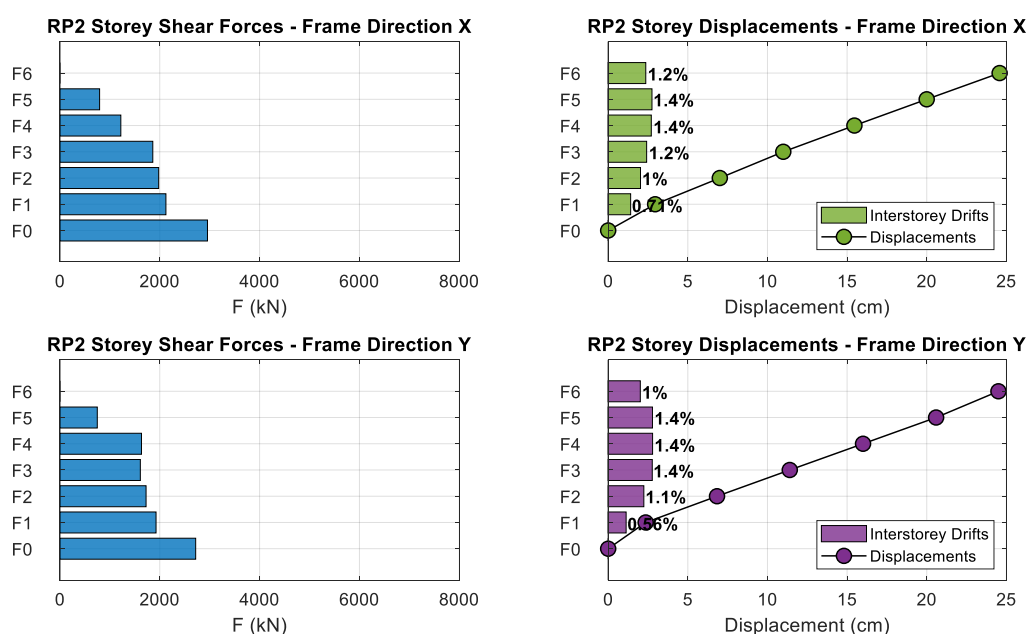 RP2 Storey Shear Forces - Frame Direction X
F6
F5
F4
F3
F2
F1
F0
0 2000 4000 6000 8000
F (kN)
RP2 Storey Displacements - Frame Direction X
F6 1.2%
F5 1.4%
F4 1.4%
F3 1.2%
F2 1%
F1 0.71%
F0
Interstorey Drifts
Displacements
0 5 10 15 20 25
Displacement (cm)
RP2 Storey Shear Forces - Frame Direction Y
F6
F5
F4
F3
F2
F1
F0
0 2000 4000 6000 8000
F (kN)
RP2 Storey Displacements - Frame Direction Y
F6 1%
F5 1.4%
F4 1.4%
F3 1.4%
F2 1.1%
F1 0.56%
F0
Interstorey Drifts
Displacements
0 5 10 15 20 25
Displacement (cm)